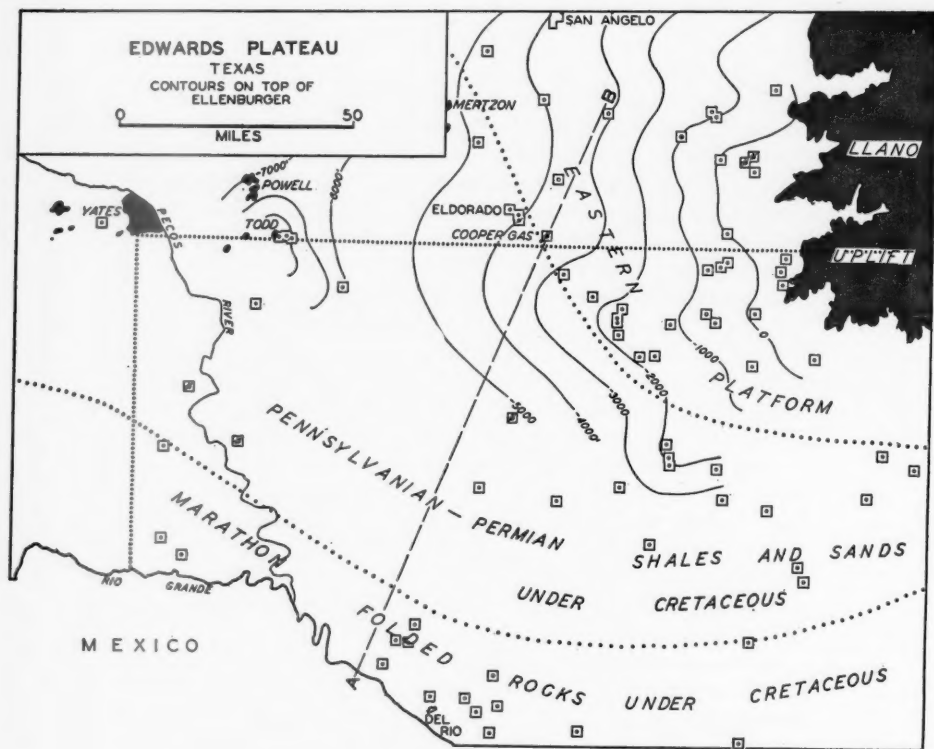 EDWARDS PLATEAU
TEXAS
CONTOURS ON TOP OF
ELLENBURGER
0 50
MILES
SAN ANGELO
MERTZON
B
LLANO
-7000'
POWELL
-6000'
EASTERN
YATES
PECOS
TODD
ELDORADO
COOPER GAS
UPLIFT
RIVER
0
-1000
-2000
PLATFORM
-3000
-4000'
-5000
PENNSYLVANIAN – PERMIAN
SHALES AND SANDS
MARATHON
UNDER CRETACEOUS
RIO
GRANDE
FOLDED
MEXICO
A
ROCKS UNDER CRETACEOUS
DEL
RIO